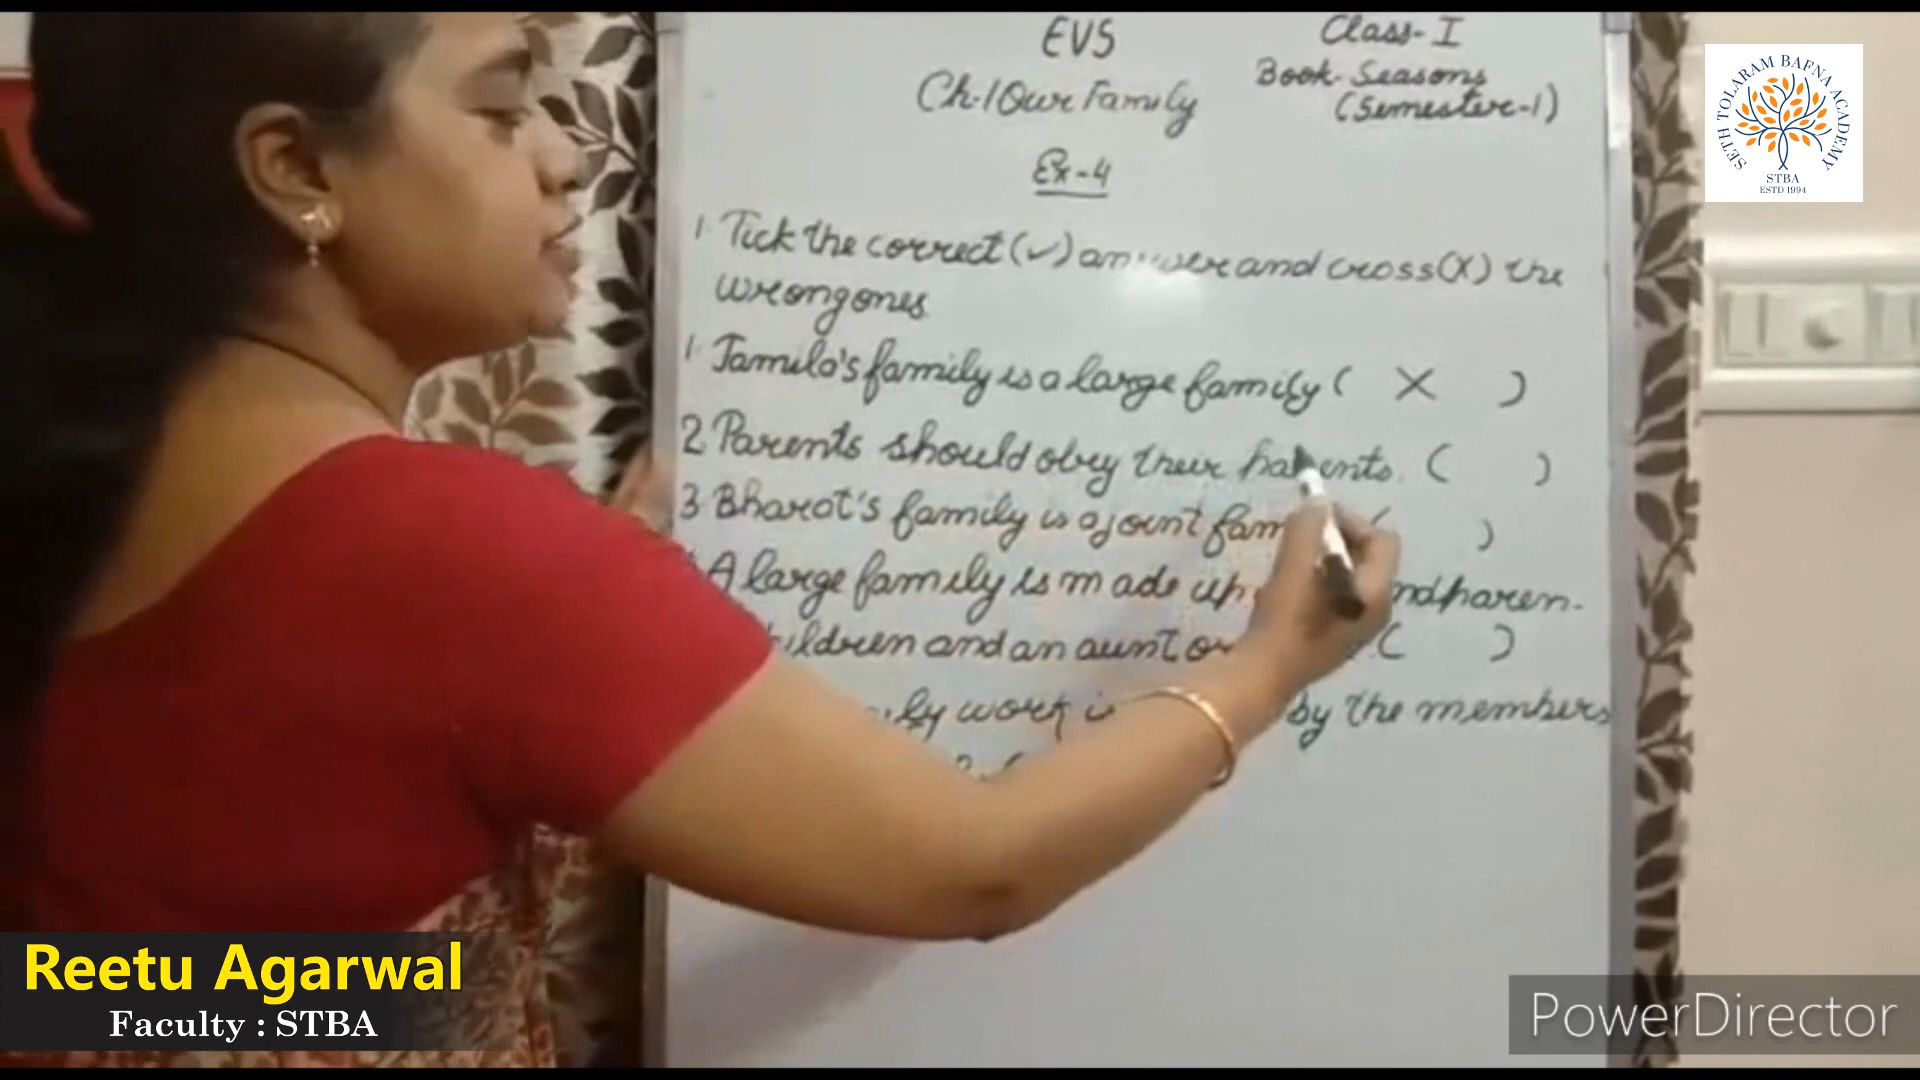 EVS
Class-I
Ch-1 Our Family
Book-Seasons
(Semester-1)
Ex-4
1 Tick the correct (✓) answer and cross(X) the
wrong ones
1 Jamila's family is a large family ( X )
2 Parents should obey their parents. ( )
3 Bharat's family is a joint ( )
A large family is made up
and an aunt or ( )
work by the members
SETH TOLARAM BAFNA ACADEMY
STBA
ESTD 1994
Reetu Agarwal
Faculty : STBA
PowerDirector